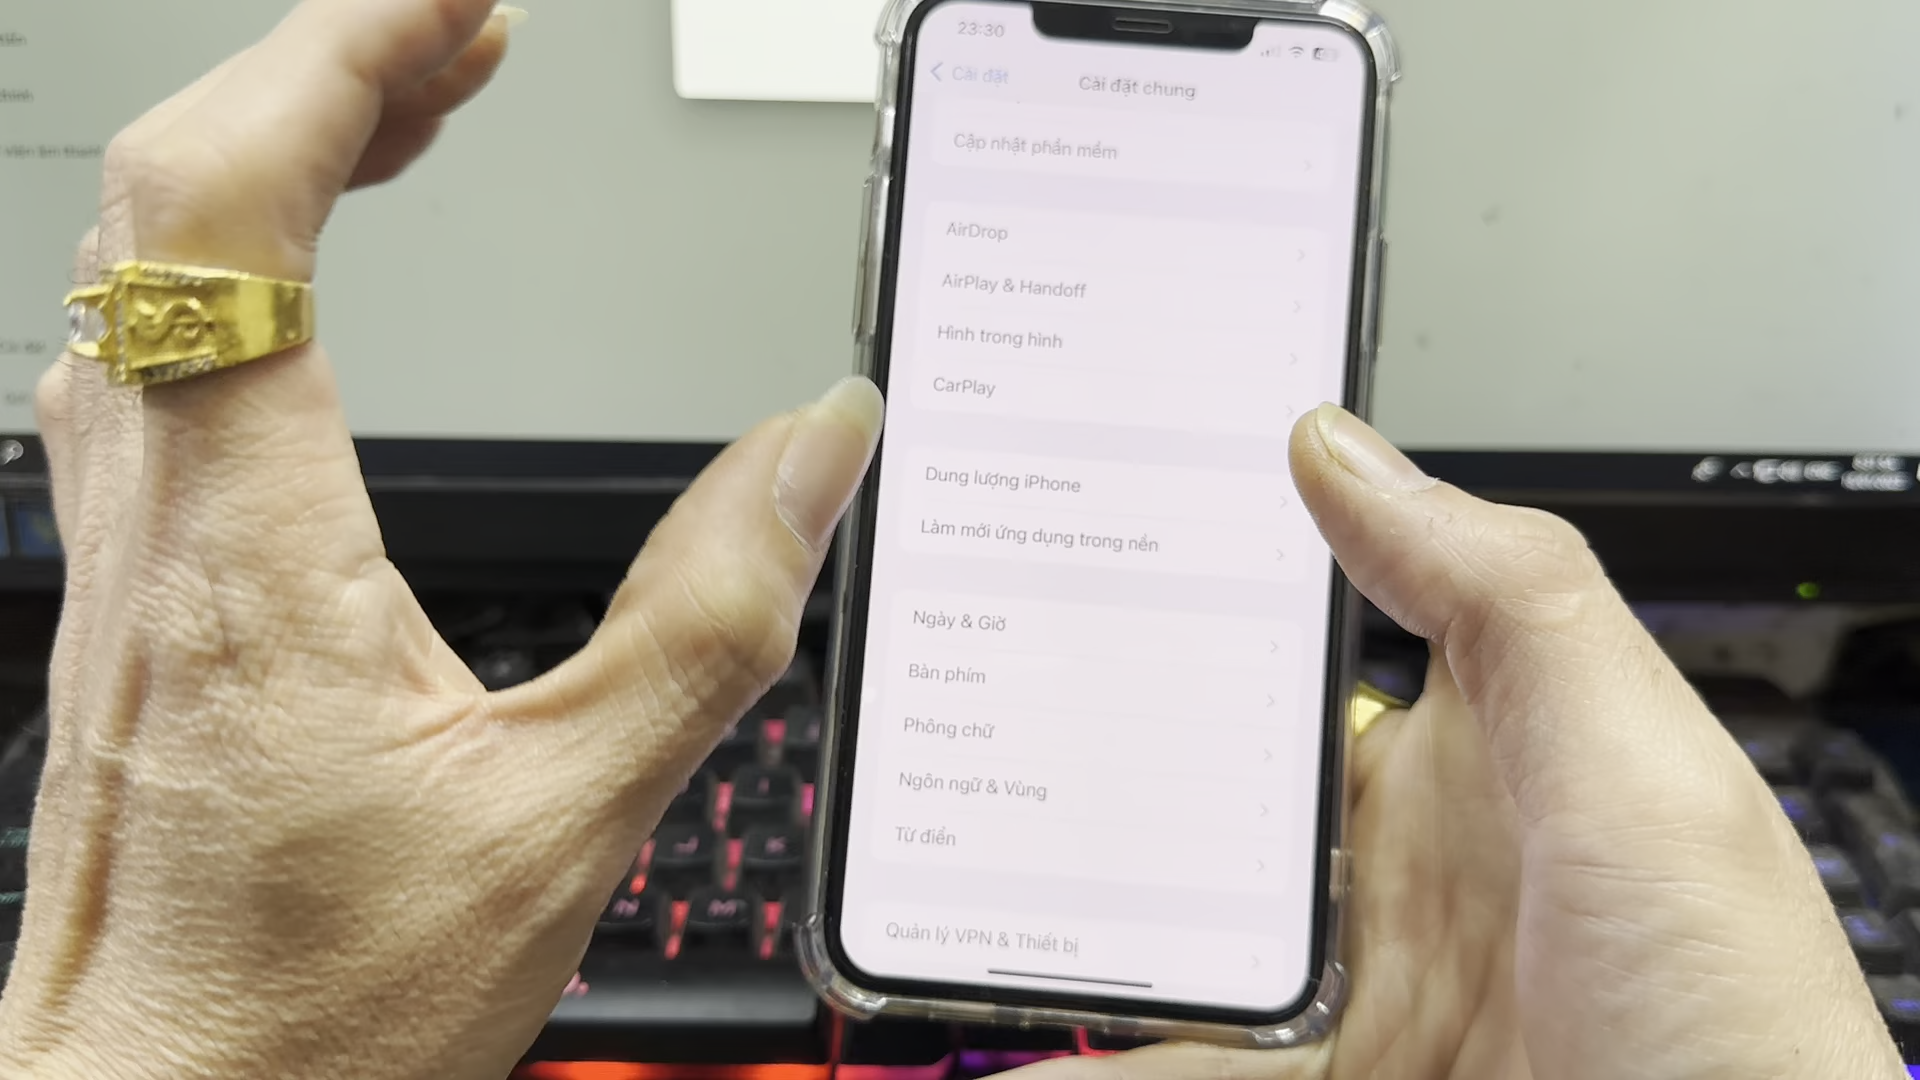 23:30
Cài đặt
Cài đặt chung
Cập nhật phần mềm
AirDrop
AirPlay & Handoff
Hình trong hình
CarPlay
Dung lượng iPhone
Làm mới ứng dụng trong nền
Ngày & Giờ
Bàn phím
Phông chữ
Ngôn ngữ & Vùng
Từ điển
Quản lý VPN & Thiết bị
J
K
N
M